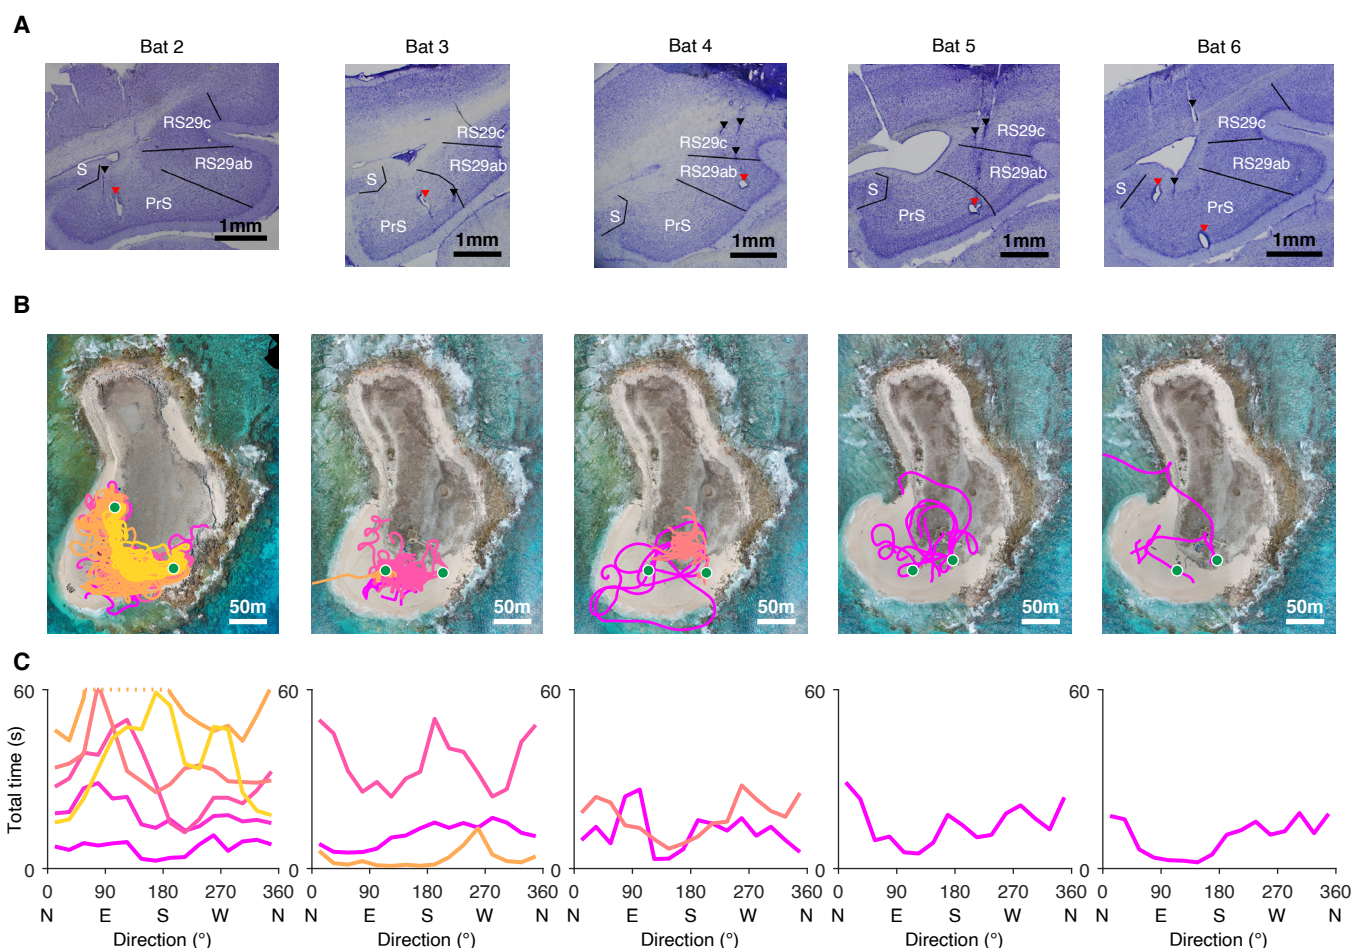 A
Bat 2
Bat 3
Bat 4
Bat 5
Bat 6
RS29c
RS29ab
S
PrS
1mm
RS29c
RS29ab
S
PrS
1mm
RS29c
RS29ab
S
PrS
1mm
RS29c
RS29ab
S
PrS
1mm
RS29c
RS29ab
S
PrS
1mm
B
50m
50m
50m
50m
50m
C
Total time (s)
60
0
60
0
60
0
60
0
60
0
0 90 180 270 360
0 90 180 270 360
0 90 180 270 360
0 90 180 270 360
0 90 180 270 360
N E S W N
N E S W N
N E S W N
N E S W N
N E S W N
Direction (°)
Direction (°)
Direction (°)
Direction (°)
Direction (°)